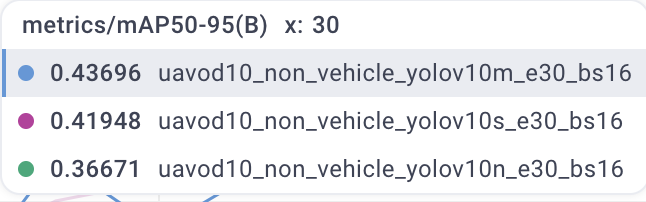 metrics/mAP50-95(B) x: 30
0.43696 uavod10_non_vehicle_yolov10m_e30_bs16
0.41948 uavod10_non_vehicle_yolov10s_e30_bs16
0.36671 uavod10_non_vehicle_yolov10n_e30_bs16